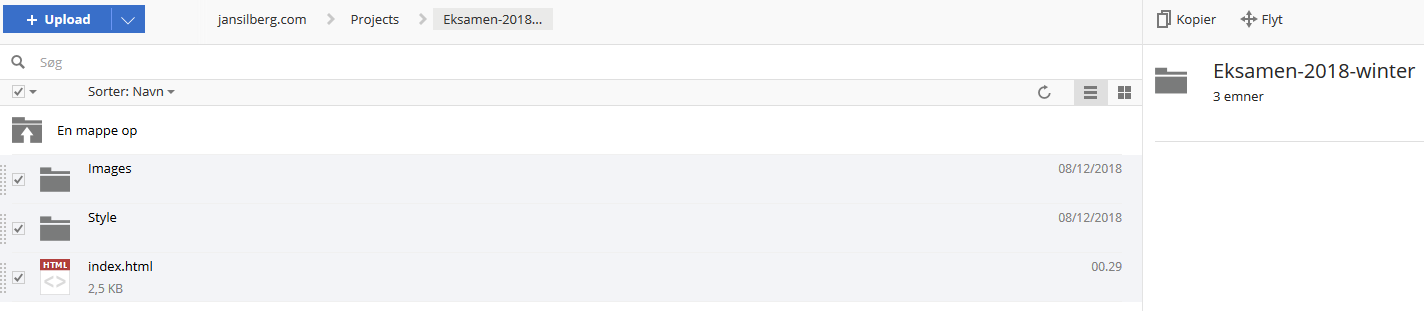 + Upload
jansilberg.com
Projects
Eksamen-2018...
Kopier
Flyt
Søg
Eksamen-2018-winter
3 emner
Sorter: Navn
En mappe op
Images
08/12/2018
Style
08/12/2018
HTML
<>
index.html
00.29
2,5 KB